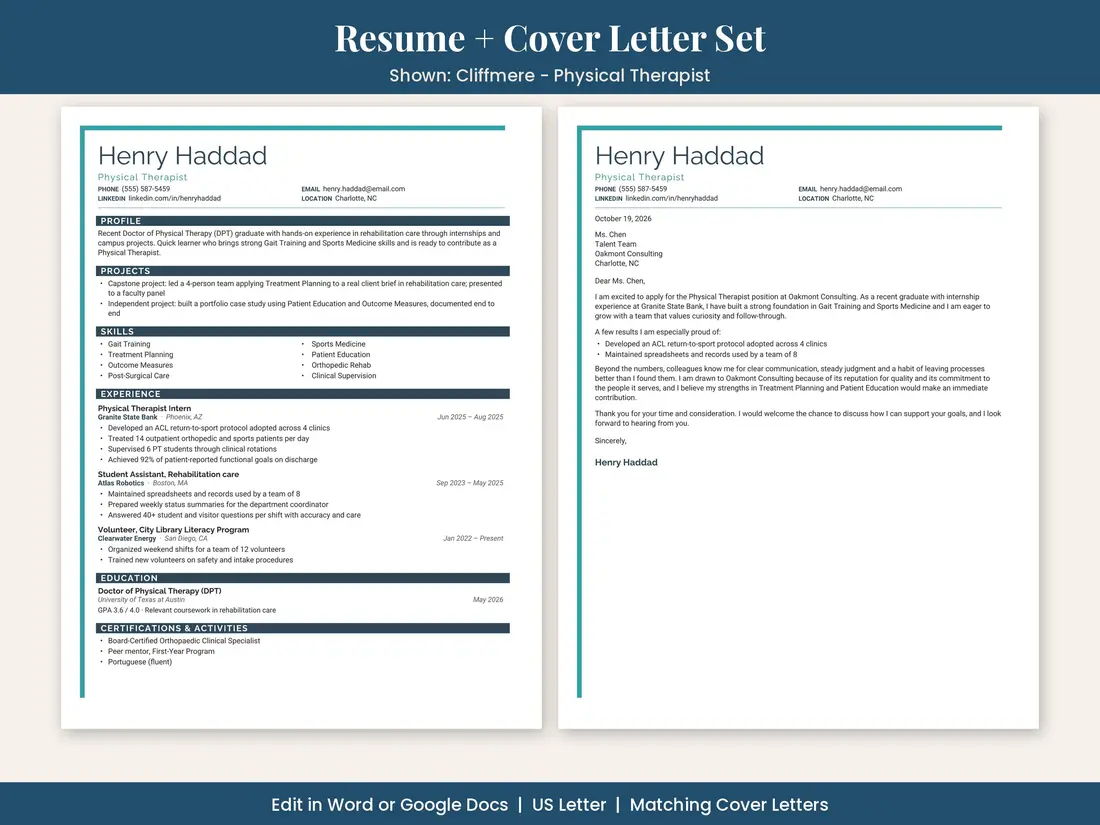 Resume + Cover Letter Set
Shown: Cliffmere - Physical Therapist
Henry Haddad
Physical Therapist
PHONE (555) 587-5459
EMAIL henry.haddad@email.com
LINKEDIN linkedin.com/in/henryhaddad
LOCATION Charlotte, NC
PROFILE
Recent Doctor of Physical Therapy (DPT) graduate with hands-on experience in rehabilitation care through internships and
campus projects. Quick learner who brings strong Gait Training and Sports Medicine skills and is ready to contribute as a
Physical Therapist.
PROJECTS
• Capstone project: led a 4-person team applying Treatment Planning to a real client brief in rehabilitation care; presented
to a faculty panel
• Independent project: built a portfolio case study using Patient Education and Outcome Measures, documented end to
end
SKILLS
• Gait Training
• Treatment Planning
• Outcome Measures
• Post-Surgical Care
• Sports Medicine
• Patient Education
• Orthopedic Rehab
• Clinical Supervision
EXPERIENCE
Physical Therapist Intern
Granite State Bank · Phoenix, AZ
Jun 2025 – Aug 2025
• Developed an ACL return-to-sport protocol adopted across 4 clinics
• Treated 14 outpatient orthopedic and sports patients per day
• Supervised 6 PT students through clinical rotations
• Achieved 92% of patient-reported functional goals on discharge
Student Assistant, Rehabilitation care
Atlas Robotics · Boston, MA
Sep 2023 – May 2025
• Maintained spreadsheets and records used by a team of 8
• Prepared weekly status summaries for the department coordinator
• Answered 40+ student and visitor questions per shift with accuracy and care
Volunteer, City Library Literacy Program
Clearwater Energy · San Diego, CA
Jan 2022 – Present
• Organized weekend shifts for a team of 12 volunteers
• Trained new volunteers on safety and intake procedures
EDUCATION
Doctor of Physical Therapy (DPT)
University of Texas at Austin
May 2026
GPA 3.6 / 4.0 · Relevant coursework in rehabilitation care
CERTIFICATIONS & ACTIVITIES
• Board-Certified Orthopaedic Clinical Specialist
• Peer mentor, First-Year Program
• Portuguese (fluent)
Henry Haddad
Physical Therapist
PHONE (555) 587-5459
EMAIL henry.haddad@email.com
LINKEDIN linkedin.com/in/henryhaddad
LOCATION Charlotte, NC
October 19, 2026
Ms. Chen
Talent Team
Oakmont Consulting
Charlotte, NC
Dear Ms. Chen,
I am excited to apply for the Physical Therapist position at Oakmont Consulting. As a recent graduate with internship
experience at Granite State Bank, I have built a strong foundation in Gait Training and Sports Medicine and I am eager to
grow with a team that values curiosity and follow-through.
A few results I am especially proud of:
• Developed an ACL return-to-sport protocol adopted across 4 clinics
• Maintained spreadsheets and records used by a team of 8
Beyond the numbers, colleagues know me for clear communication, steady judgment and a habit of leaving processes
better than I found them. I am drawn to Oakmont Consulting because of its reputation for quality and its commitment to
the people it serves, and I believe my strengths in Treatment Planning and Patient Education would make an immediate
contribution.
Thank you for your time and consideration. I would welcome the chance to discuss how I can support your goals, and I look
forward to hearing from you.
Sincerely,
Henry Haddad
Edit in Word or Google Docs | US Letter | Matching Cover Letters